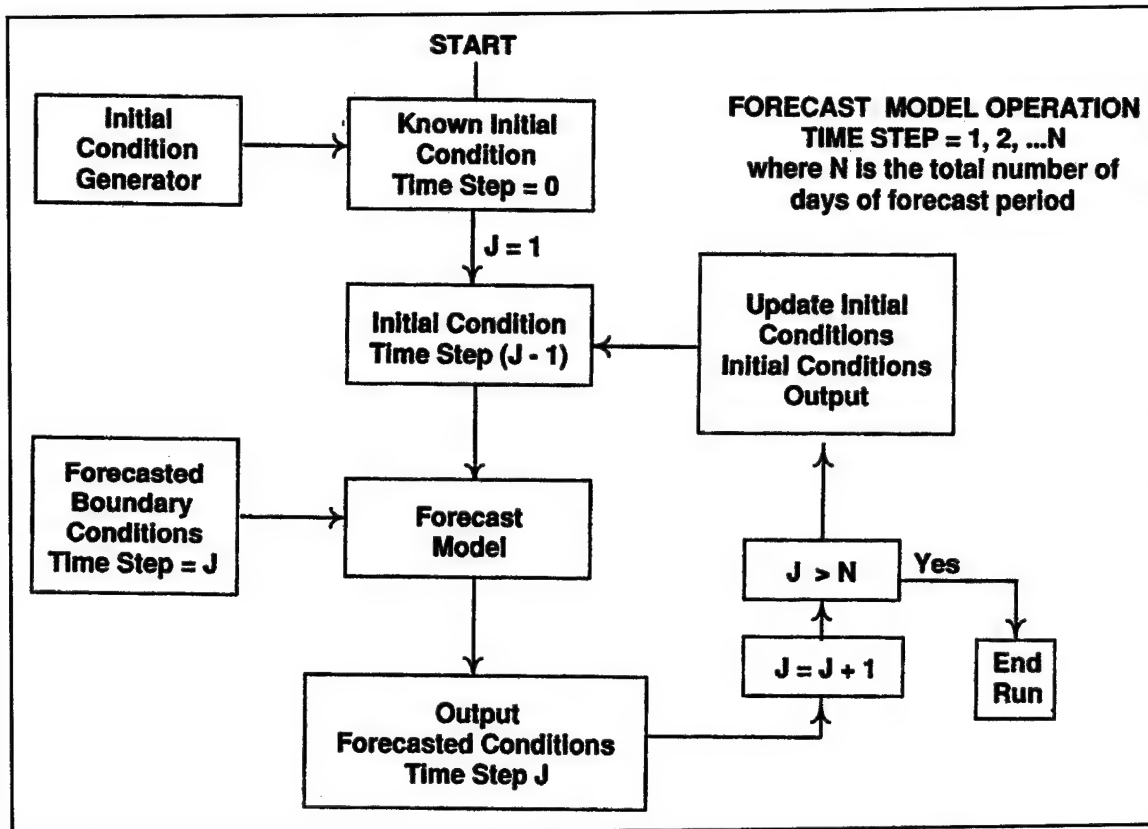 START
Initial
Condition
Generator
Known Initial
Condition
Time Step = 0
FORECAST MODEL OPERATION
TIME STEP = 1, 2, ...N
where N is the total number of
days of forecast period
J = 1
Initial Condition
Time Step (J - 1)
Update Initial
Conditions
Initial Conditions
Output
Forecasted
Boundary
Conditions
Time Step = J
Forecast
Model
J > N
Yes
J = J + 1
End
Run
Output
Forecasted Conditions
Time Step J